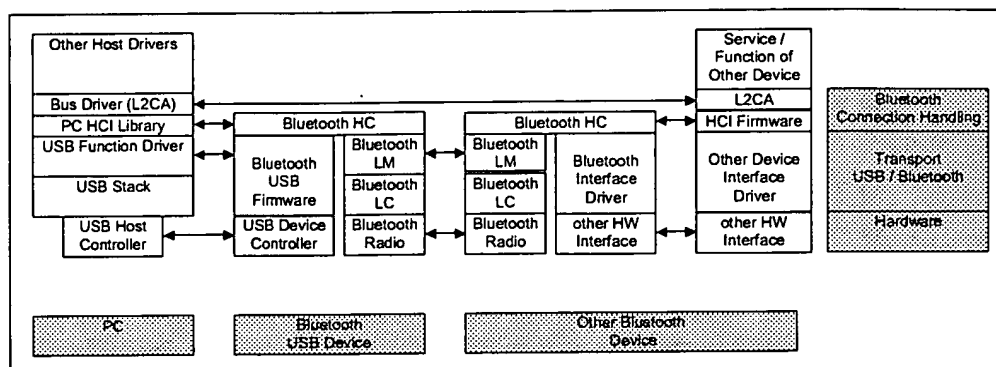 Other Host Drivers
Bus Driver (L2CA)
PC HCI Library
USB Function Driver
USB Stack
USB Host
Controller
Bluetooth HC
Bluetooth
USB
Firmware
USB Device
Controller
Bluetooth
LM
Bluetooth
LC
Bluetooth
Radio
Bluetooth HC
Bluetooth
LM
Bluetooth
LC
Bluetooth
Radio
Bluetooth
Interface
Driver
other HW
Interface
Service /
Function of
Other Device
L2CA
HCI Firmware
Other Device
Interface
Driver
other HW
Interface
Bluetooth
Connection Handling
Transport
USB / Bluetooth
Hardware
PC
Bluetooth
USB Device
Other Bluetooth
Device